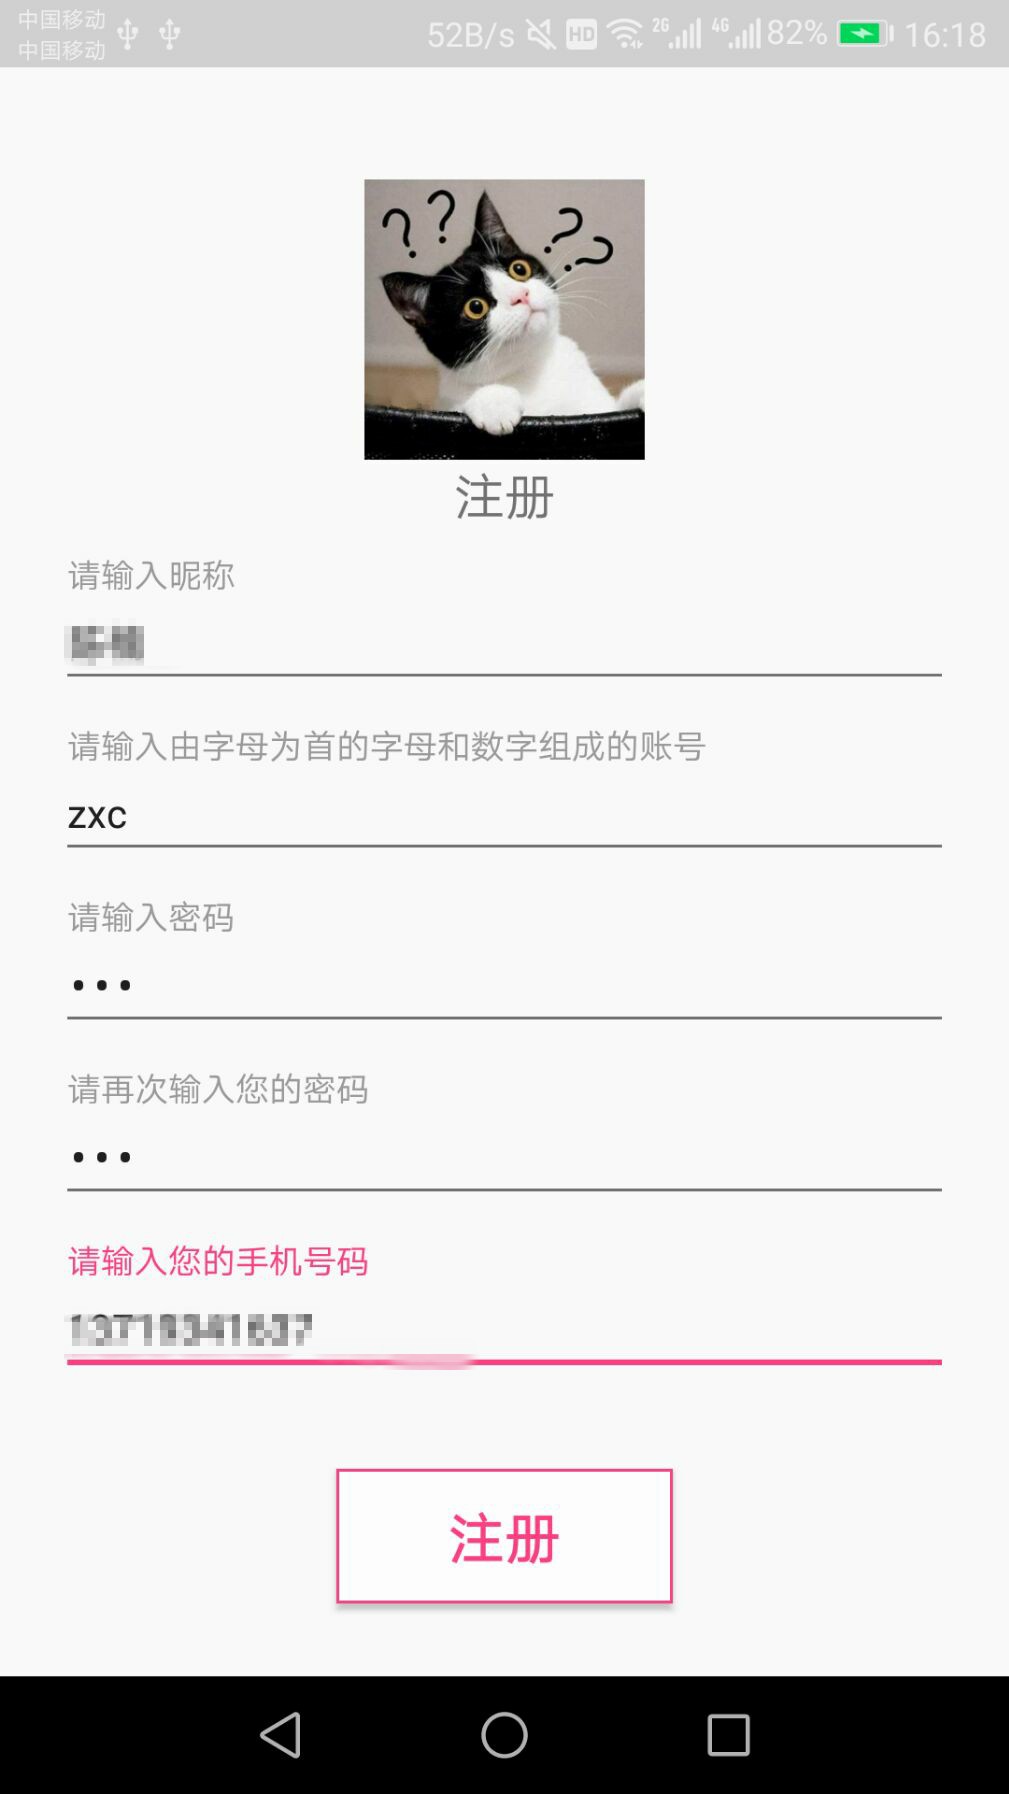 中国移动
中国移动
52B/s HD 2G 4G 82% 16:18
? ? ? ?
注册
请输入昵称
请输入由字母为首的字母和数字组成的账号
zxc
请输入密码
•••
请再次输入您的密码
•••
请输入您的手机号码
注册